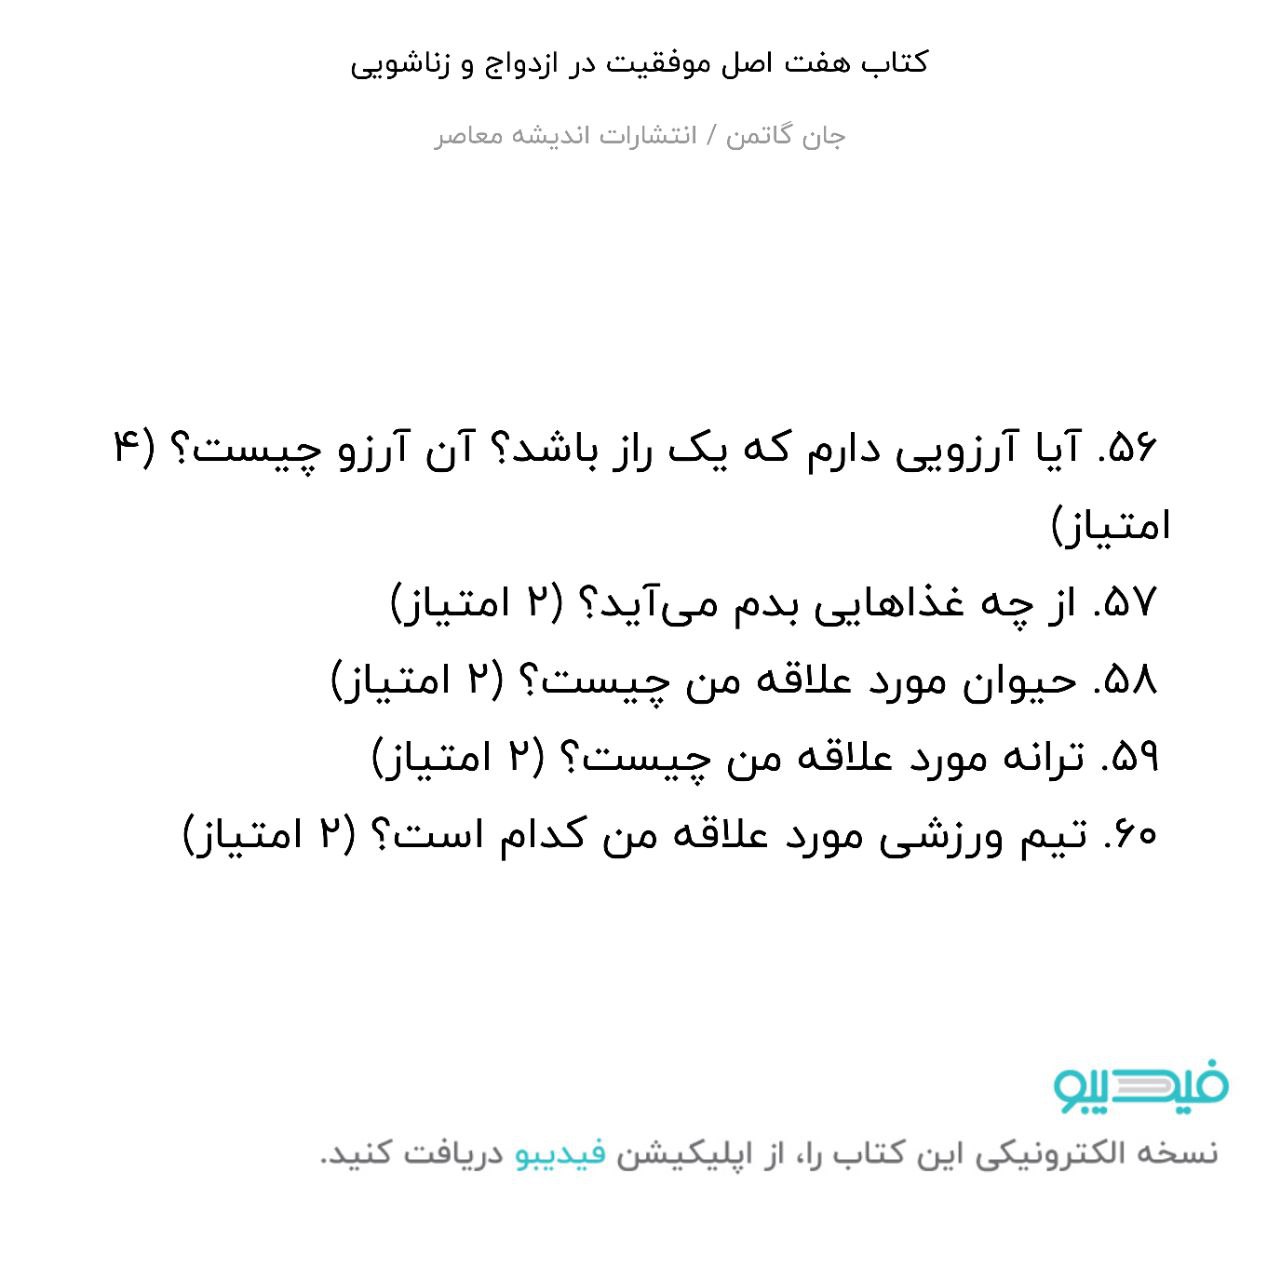 کتاب هفت اصل موفقیت در ازدواج و زناشویی
جان گاتمن / انتشارات اندیشه معاصر
۵۶. آیا آرزویی دارم که یک راز باشد؟ آن آرزو چیست؟ (۴
امتیاز)
۵۷. از چه غذاهایی بدم می‌آید؟ (۲ امتیاز)
۵۸. حیوان مورد علاقه من چیست؟ (۲ امتیاز)
۵۹. ترانه مورد علاقه من چیست؟ (۲ امتیاز)
۶۰. تیم ورزشی مورد علاقه من کدام است؟ (۲ امتیاز)
فیدیبو
نسخه الکترونیکی این کتاب را، از اپلیکیشن فیدیبو دریافت کنید.